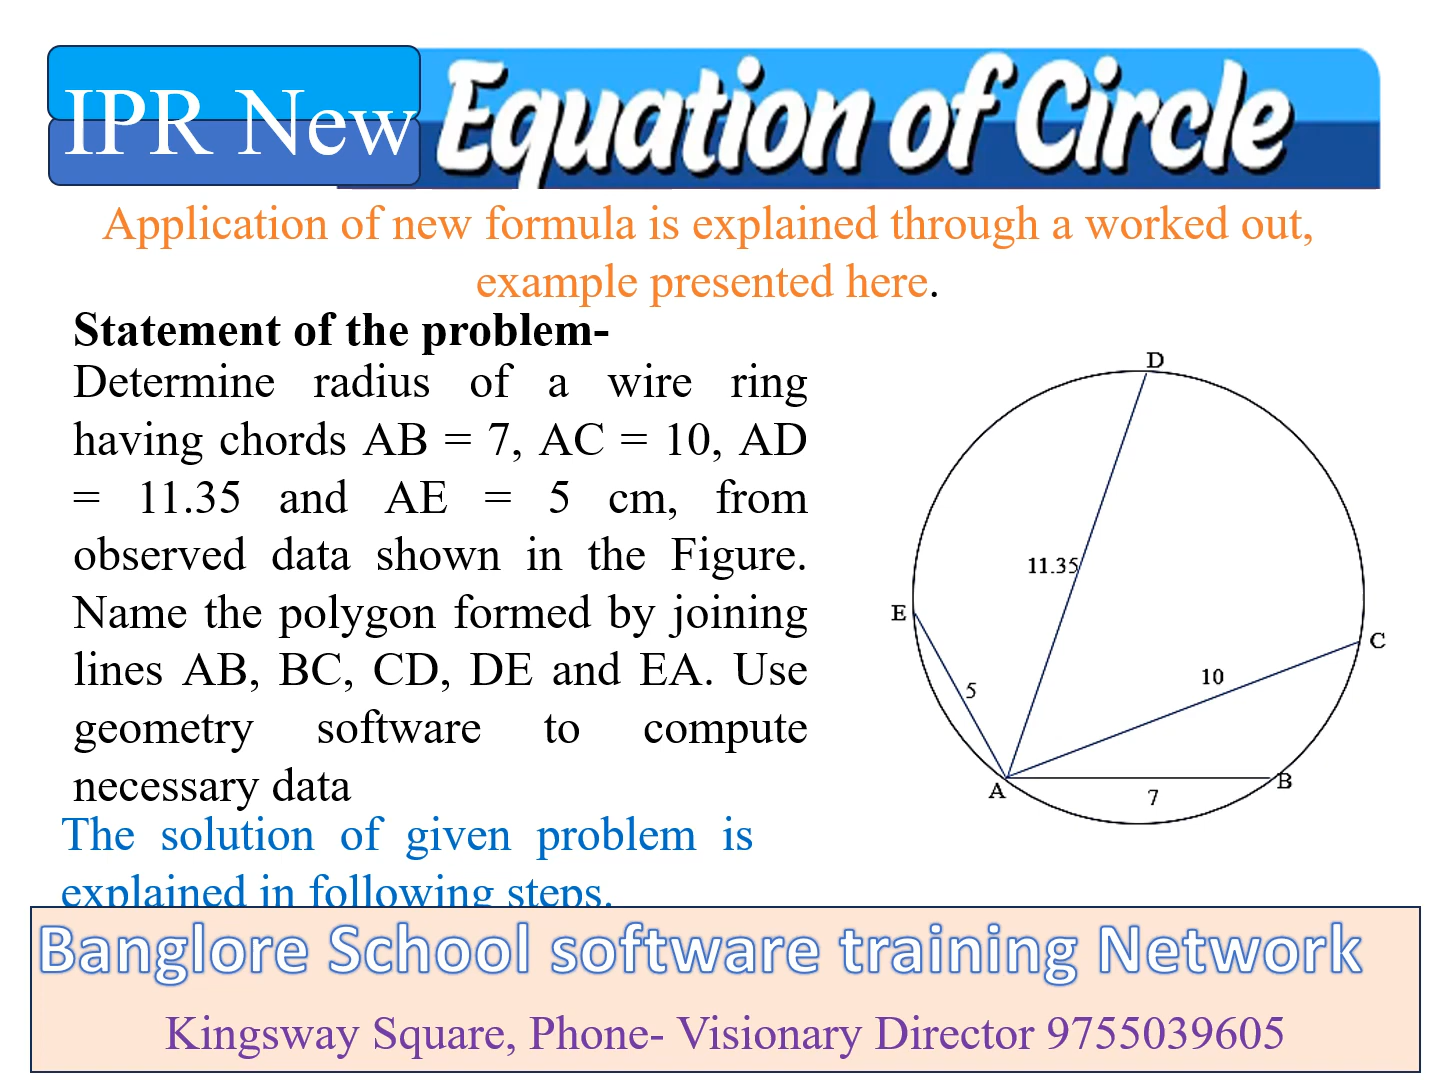 IPR New Equation of Circle
Application of new formula is explained through a worked out,
example presented here.
Statement of the problem-
Determine radius of a wire ring
having chords AB = 7, AC = 10, AD
= 11.35 and AE = 5 cm, from
observed data shown in the Figure.
Name the polygon formed by joining
lines AB, BC, CD, DE and EA. Use
geometry software to compute
necessary data
The solution of given problem is
explained in following steps.
D
11.35
E
C
10
5
A
B
7
Banglore School software training Network
Kingsway Square, Phone- Visionary Director 9755039605